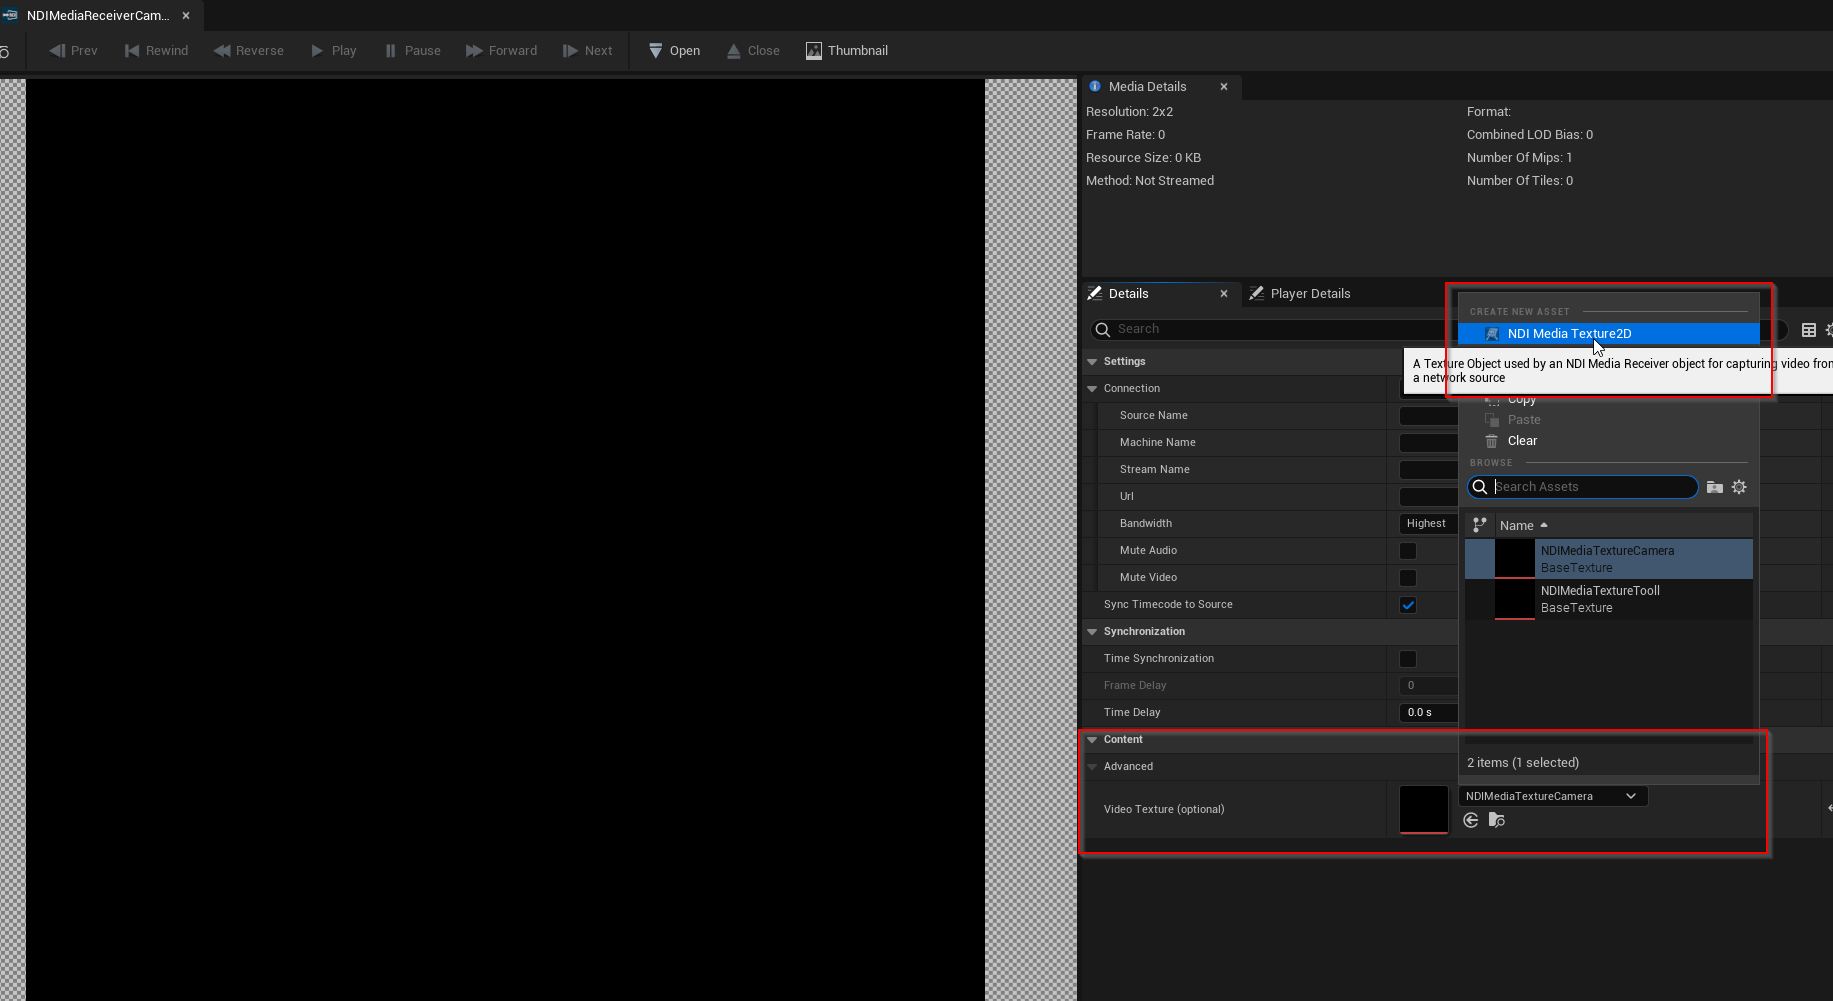 NDIMediaReceiverCam...
Prev
Rewind
Reverse
Play
Pause
Forward
Next
Open
Close
Thumbnail
Media Details
Resolution: 2x2
Format:
Frame Rate: 0
Combined LOD Bias: 0
Resource Size: 0 KB
Number Of Mips: 1
Method: Not Streamed
Number Of Tiles: 0
Details
Player Details
Search
CREATE NEW ASSET
NDI Media Texture2D
A Texture Object used by an NDI Media Receiver object for capturing video from
a network source
Copy
Paste
Clear
BROWSE
Search Assets
Name
NDIMediaTextureCamera
BaseTexture
NDIMediaTextureTooll
BaseTexture
2 items (1 selected)
Settings
Connection
Source Name
Machine Name
Stream Name
Url
Bandwidth
Highest
Mute Audio
Mute Video
Sync Timecode to Source
Synchronization
Time Synchronization
Frame Delay
0
Time Delay
0.0 s
Content
Advanced
Video Texture (optional)
NDIMediaTextureCamera